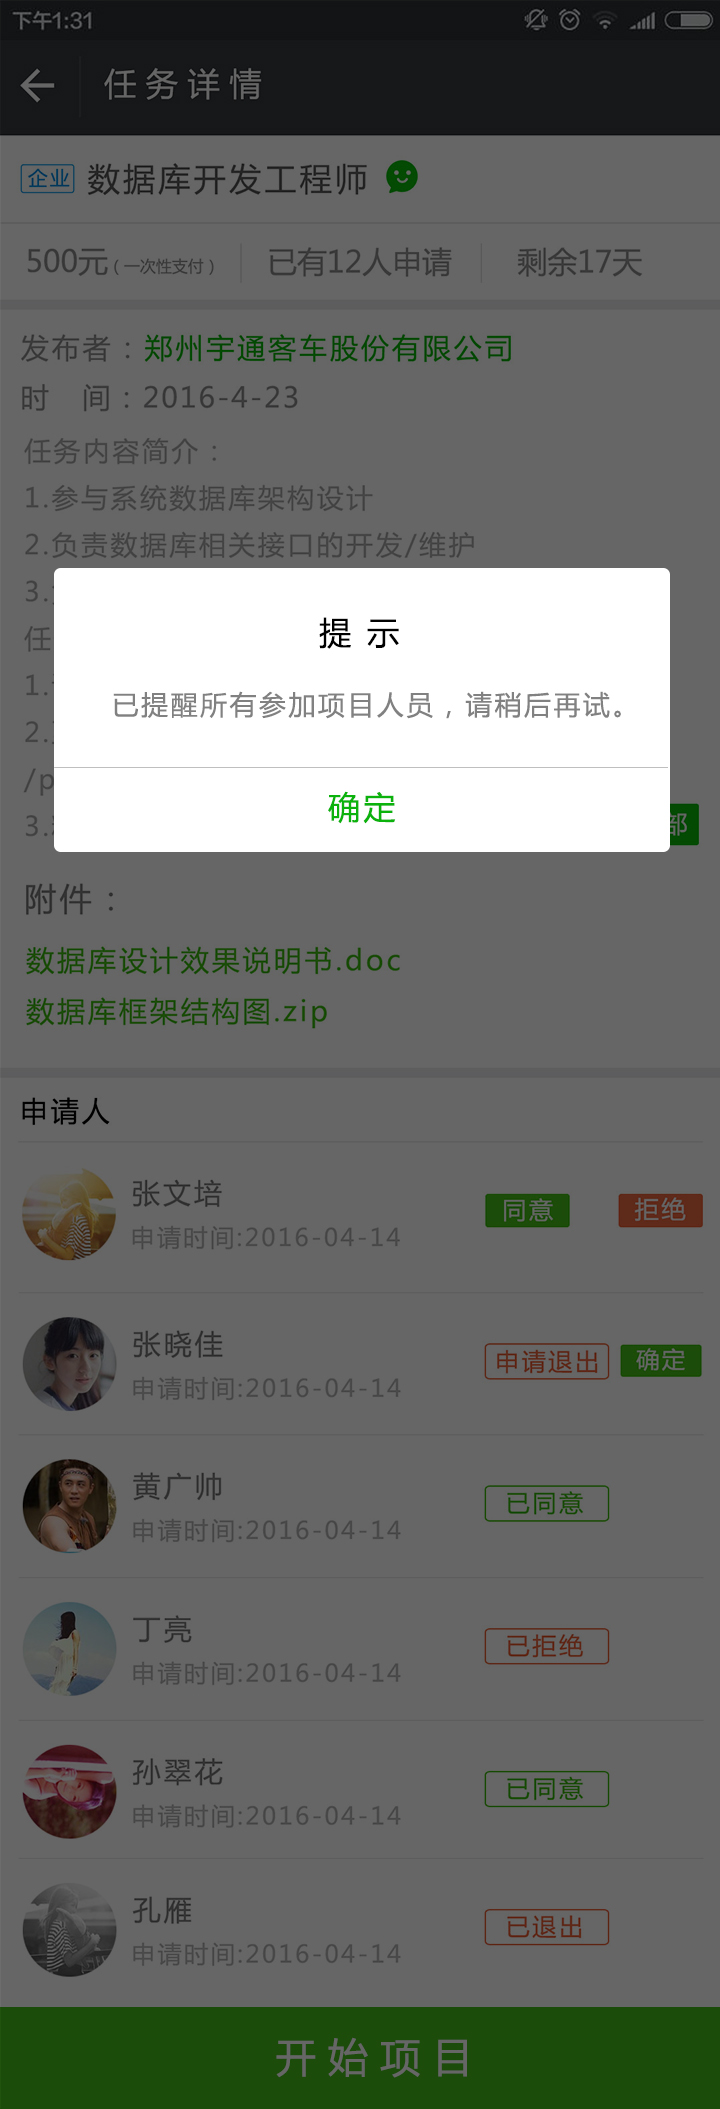 下午1:31
任务详情
企业 数据库开发工程师
500元(一次性支付) 已有12人申请 剩余17天
发布者：郑州宇通客车股份有限公司
时 间：2016-4-23
任务内容简介：
1.参与系统数据库架构设计
2.负责数据库相关接口的开发/维护
3.
任
1.
2.
/p
3.
部
提示
已提醒所有参加项目人员，请稍后再试。
确定
附件：
数据库设计效果说明书.doc
数据库框架结构图.zip
申请人
张文培
申请时间:2016-04-14
同意 拒绝
张晓佳
申请时间:2016-04-14
申请退出 确定
黄广帅
申请时间:2016-04-14
已同意
丁亮
申请时间:2016-04-14
已拒绝
孙翠花
申请时间:2016-04-14
已同意
孔雁
申请时间:2016-04-14
已退出
开始项目